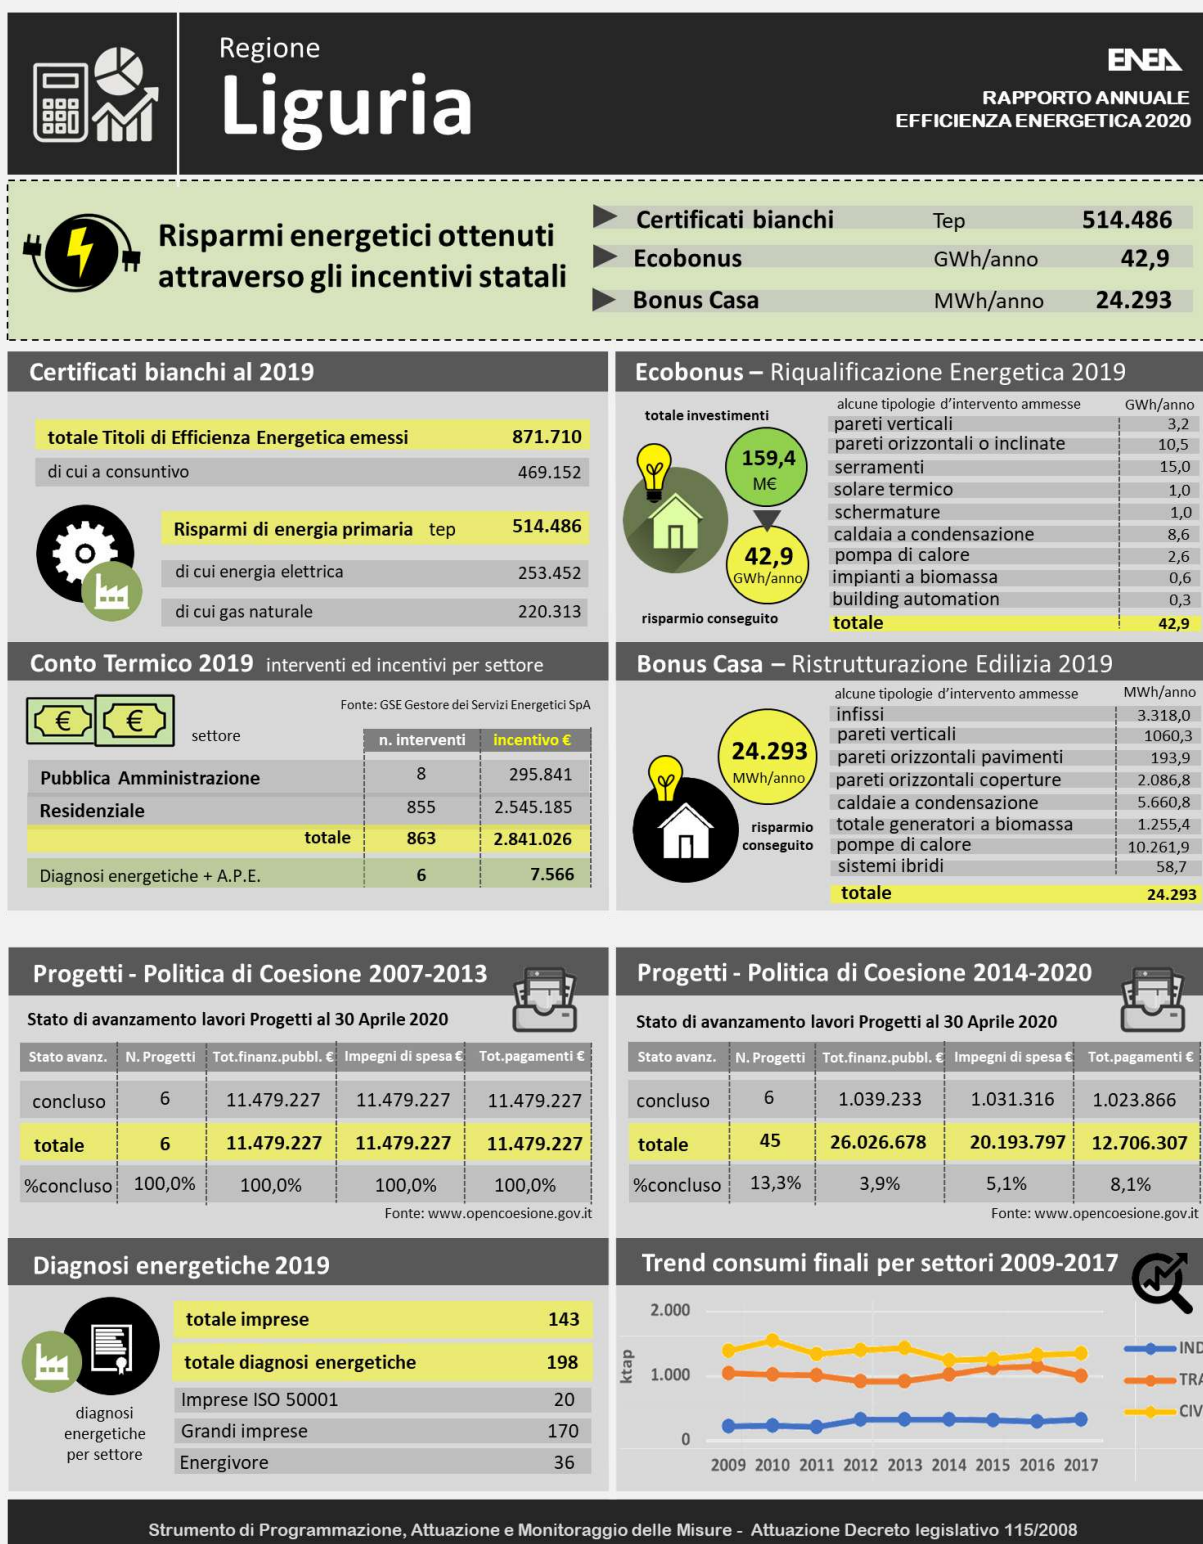 Regione
Liguria
ENEA
RAPPORTO ANNUALE
EFFICIENZA ENERGETICA 2020
Risparmi energetici ottenuti
attraverso gli incentivi statali
Certificati bianchi Tep 514.486
Ecobonus GWh/anno 42,9
Bonus Casa MWh/anno 24.293
Certificati bianchi al 2019
totale Titoli di Efficienza Energetica emessi 871.710
di cui a consuntivo 469.152
Risparmi di energia primaria tep 514.486
di cui energia elettrica 253.452
di cui gas naturale 220.313
Ecobonus – Riqualificazione Energetica 2019
totale investimenti
159,4
M€
42,9
GWh/anno
risparmio conseguito
alcune tipologie d'intervento ammesse GWh/anno
pareti verticali 3,2
pareti orizzontali o inclinate 10,5
serramenti 15,0
solare termico 1,0
schermature 1,0
caldaia a condensazione 8,6
pompa di calore 2,6
impianti a biomassa 0,6
building automation 0,3
totale 42,9
Conto Termico 2019 interventi ed incentivi per settore
Fonte: GSE Gestore dei Servizi Energetici SpA
€ €
settore n. interventi incentivo €
Pubblica Amministrazione 8 295.841
Residenziale 855 2.545.185
totale 863 2.841.026
Diagnosi energetiche + A.P.E. 6 7.566
Bonus Casa – Ristrutturazione Edilizia 2019
24.293
MWh/anno
risparmio
conseguito
alcune tipologie d'intervento ammesse MWh/anno
infissi 3.318,0
pareti verticali 1060,3
pareti orizzontali pavimenti 193,9
pareti orizzontali coperture 2.086,8
caldaie a condensazione 5.660,8
totale generatori a biomassa 1.255,4
pompe di calore 10.261,9
sistemi ibridi 58,7
totale 24.293
Progetti - Politica di Coesione 2007-2013
Stato di avanzamento lavori Progetti al 30 Aprile 2020
Stato avanz. N. Progetti Tot.finanz.pubbl. € Impegni di spesa € Tot.pagamenti €
concluso 6 11.479.227 11.479.227 11.479.227
totale 6 11.479.227 11.479.227 11.479.227
%concluso 100,0% 100,0% 100,0% 100,0%
Fonte: www.opencoesione.gov.it
Progetti - Politica di Coesione 2014-2020
Stato di avanzamento lavori Progetti al 30 Aprile 2020
Stato avanz. N. Progetti Tot.finanz.pubbl. € Impegni di spesa € Tot.pagamenti €
concluso 6 1.039.233 1.031.316 1.023.866
totale 45 26.026.678 20.193.797 12.706.307
%concluso 13,3% 3,9% 5,1% 8,1%
Fonte: www.opencoesione.gov.it
Diagnosi energetiche 2019
diagnosi
energetiche
per settore
totale imprese 143
totale diagnosi energetiche 198
Imprese ISO 50001 20
Grandi imprese 170
Energivore 36
Trend consumi finali per settori 2009-2017
ktap
2.000
1.000
0
2009 2010 2011 2012 2013 2014 2015 2016 2017
IND
TRA
CIV
Strumento di Programmazione, Attuazione e Monitoraggio delle Misure - Attuazione Decreto legislativo 115/2008